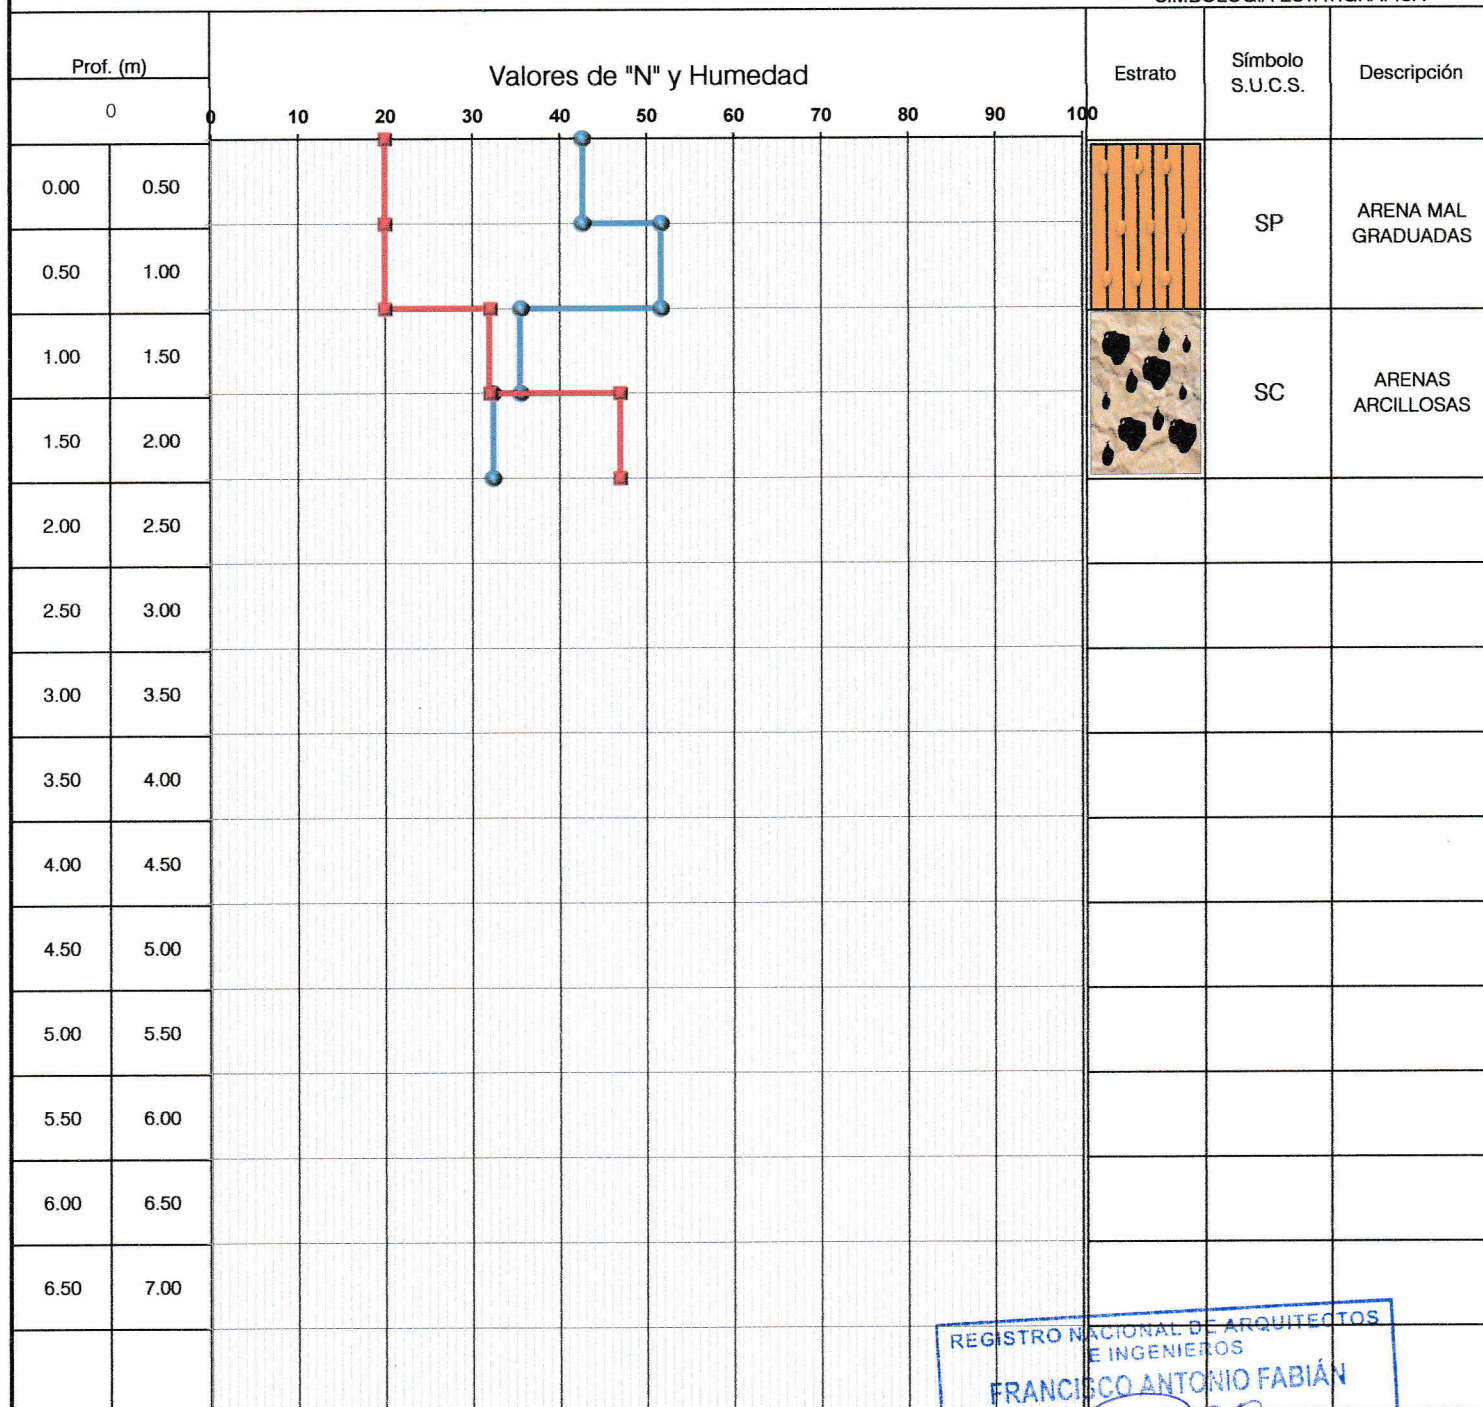 Prof. (m)
Valores de "N" y Humedad
Estrato
Símbolo
S.U.C.S.
Descripción
0
0 10 20 30 40 50 60 70 80 90 100
0.00 0.50
SP
ARENA MAL
GRADUADAS
0.50 1.00
1.00 1.50
SC
ARENAS
ARCILLOSAS
1.50 2.00
2.00 2.50
2.50 3.00
3.00 3.50
3.50 4.00
4.00 4.50
4.50 5.00
5.00 5.50
5.50 6.00
6.00 6.50
6.50 7.00
REGISTRO NACIONAL DE ARQUITECTOS
E INGENIEROS
FRANCISCO ANTONIO FABIÁN